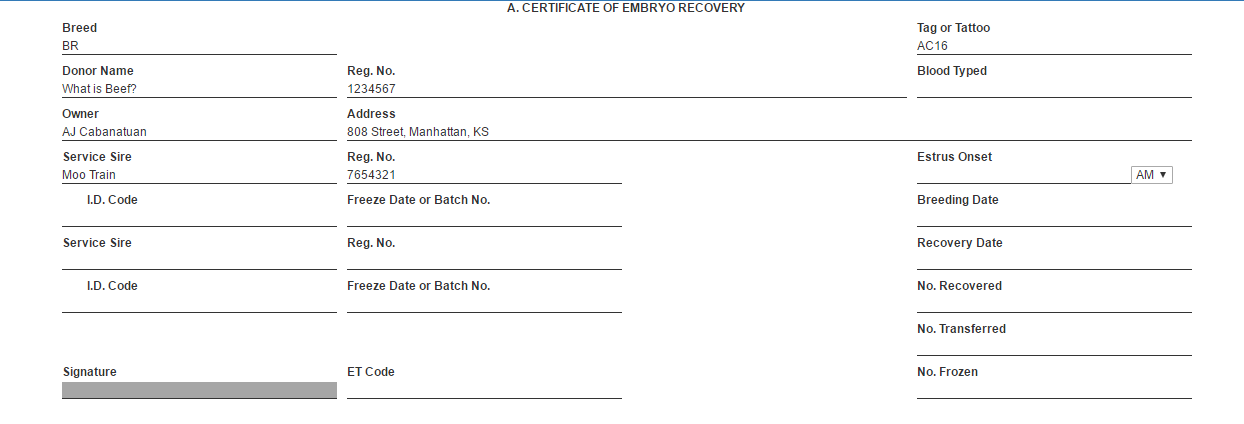 A. CERTIFICATE OF EMBRYO RECOVERY
Breed Tag or Tattoo
BR AC16
Donor Name Reg. No. Blood Typed
What is Beef? 1234567
Owner Address
AJ Cabanatuan 808 Street, Manhattan, KS
Service Sire Reg. No. Estrus Onset
Moo Train 7654321 AM
I.D. Code Freeze Date or Batch No. Breeding Date
Service Sire Reg. No. Recovery Date
I.D. Code Freeze Date or Batch No. No. Recovered
No. Transferred
Signature ET Code No. Frozen